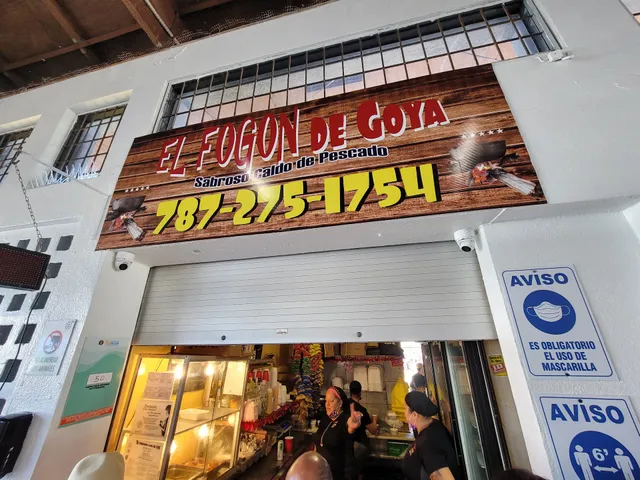 EL FOGON DE GOYA
Sabroso caldo de Pescado
787-275-1754
AVISO
ES OBLIGATORIO
EL USO DE
MASCARILLA
AVISO
6'